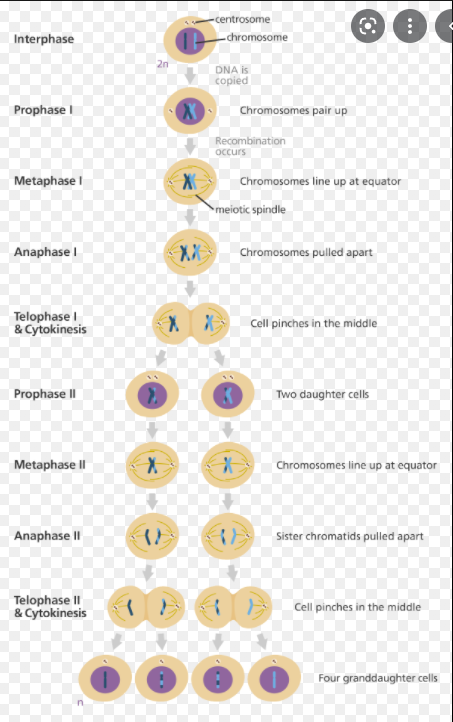 centrosome
Interphase
chromosome
2n
DNA is
copied
Prophase I
Chromosomes pair up
Recombination
occurs
Metaphase I
Chromosomes line up at equator
meiotic spindle
Anaphase I
Chromosomes pulled apart
Telophase I
& Cytokinesis
Cell pinches in the middle
Prophase II
Two daughter cells
Metaphase II
Chromosomes line up at equator
Anaphase II
Sister chromatids pulled apart
Telophase II
& Cytokinesis
Cell pinches in the middle
Four granddaughter cells
n